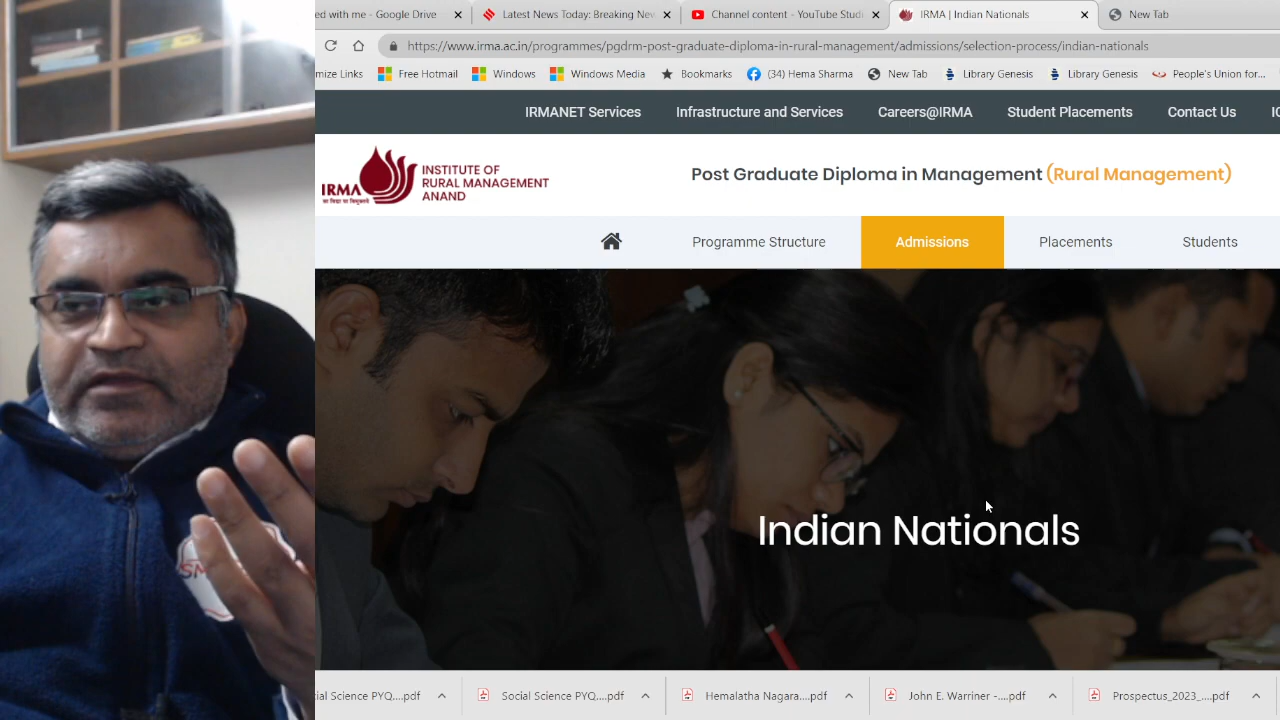 ed with me - Google Drive
Latest News Today: Breaking Ne
Channel content - YouTube Studi
IRMA | Indian Nationals
New Tab
https://www.irma.ac.in/programmes/pgdrm-post-graduate-diploma-in-rural-management/admissions/selection-process/indian-nationals
mize Links
Free Hotmail
Windows
Windows Media
Bookmarks
(34) Hema Sharma
New Tab
Library Genesis
Library Genesis
People's Union for...
IRMANET Services
Infrastructure and Services
Careers@IRMA
Student Placements
Contact Us
IRMA
INSTITUTE OF
RURAL MANAGEMENT
ANAND
Post Graduate Diploma in Management (Rural Management)
Programme Structure
Admissions
Placements
Students
Indian Nationals
SM
ial Science PYQ....pdf
Social Science PYQ....pdf
Hemalatha Nagara....pdf
John E. Warriner -....pdf
Prospectus_2023_....pdf